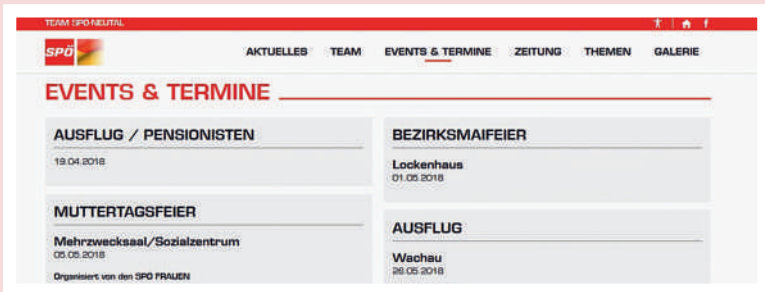 TEAM SPÖ NEUTAL
SPÖ
AKTUELLES TEAM EVENTS & TERMINE ZEITUNG THEMEN GALERIE
EVENTS & TERMINE
AUSFLUG / PENSIONISTEN
19.04.2018
MUTTERTAGSFEIER
Mehrzwecksaal/Sozialzentrum
05.05.2018
Organisiert von den SPÖ FRAUEN
BEZIRKSMAIFEIER
Lockenhaus
01.05.2018
AUSFLUG
Wachau
26.05.2018